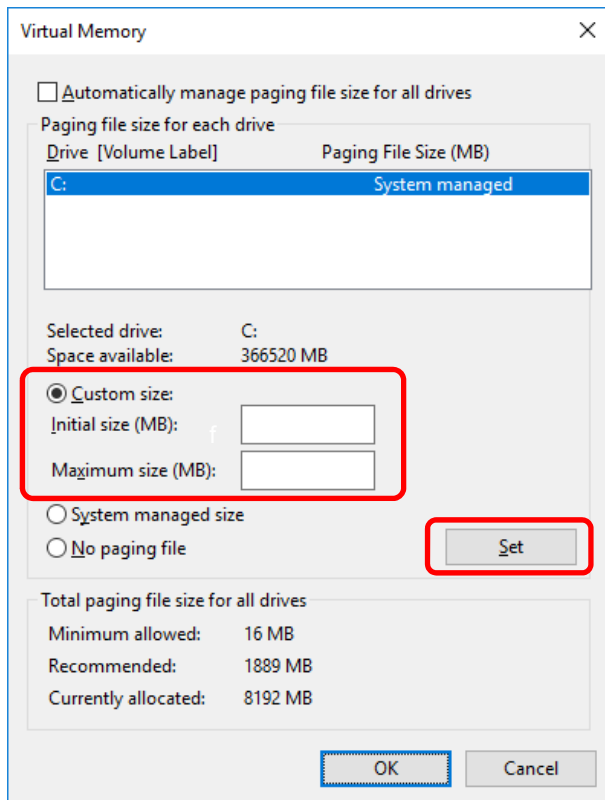 Virtual Memory
Automatically manage paging file size for all drives
Paging file size for each drive
Drive [Volume Label] Paging File Size (MB)
C: System managed
Selected drive: C:
Space available: 366520 MB
Custom size:
Initial size (MB): f
Maximum size (MB):
System managed size
No paging file Set
Total paging file size for all drives
Minimum allowed: 16 MB
Recommended: 1889 MB
Currently allocated: 8192 MB
OK Cancel